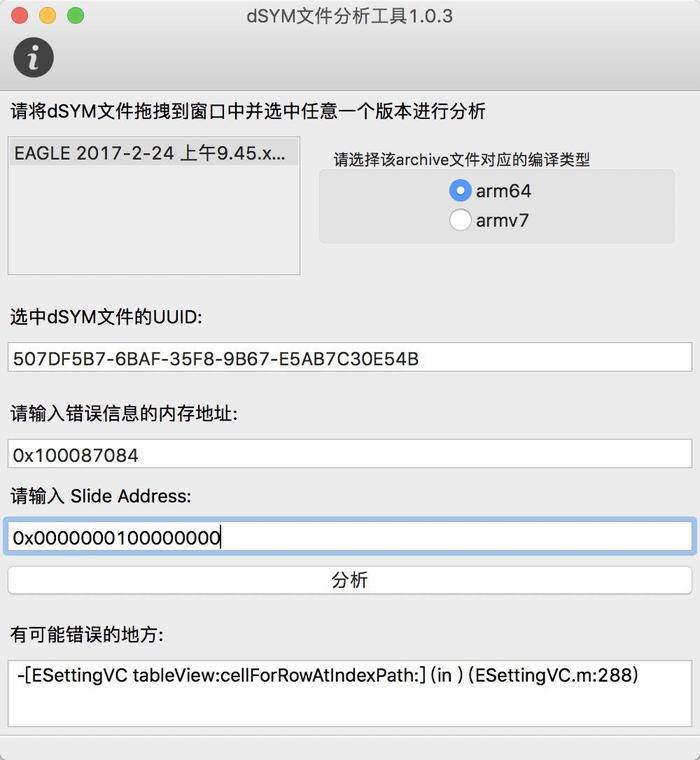 dSYM文件分析工具1.0.3
请将dSYM文件拖拽到窗口中并选中任意一个版本进行分析
EAGLE 2017-2-24 上午9.45.x...
请选择该archive文件对应的编译类型
arm64
armv7
选中dSYM文件的UUID:
507DF5B7-6BAF-35F8-9B67-E5AB7C30E54B
请输入错误信息的内存地址:
0x100087084
请输入 Slide Address:
0x0000000100000000
分析
有可能错误的地方:
-[ESettingVC tableView:cellForRowAtIndexPath:] (in ) (ESettingVC.m:288)